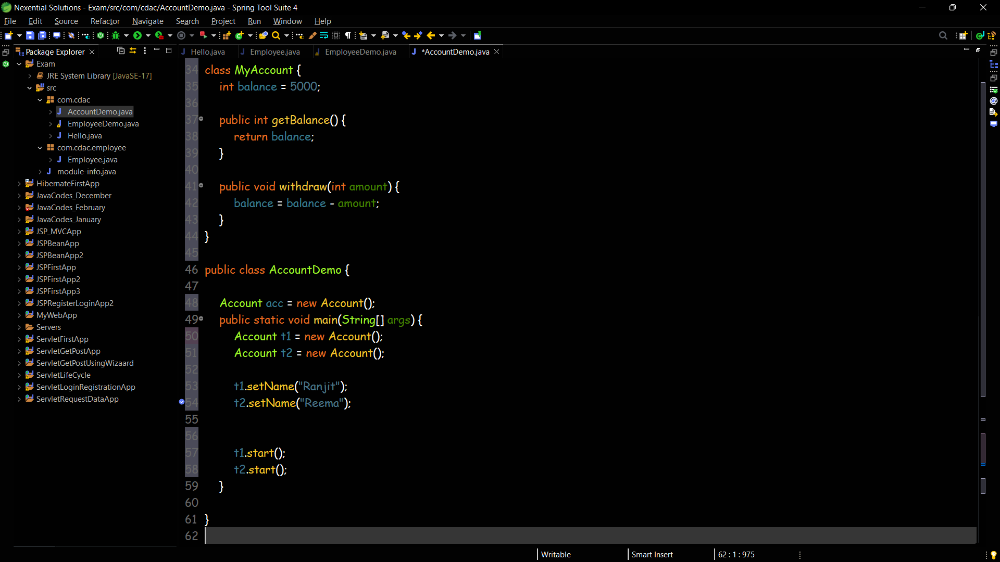 Nexential Solutions - Exam/src/com/cdac/AccountDemo.java - Spring Tool Suite 4
File Edit Source Refactor Navigate Search Project Run Window Help
Package Explorer
Hello.java
Employee.java
EmployeeDemo.java
*AccountDemo.java
Exam
JRE System Library [JavaSE-17]
src
com.cdac
AccountDemo.java
EmployeeDemo.java
Hello.java
com.cdac.employee
Employee.java
module-info.java
HibernateFirstApp
JavaCodes_December
JavaCodes_February
JavaCodes_January
JSP_MVCApp
JSPBeanApp
JSPBeanApp2
JSPFirstApp
JSPFirstApp2
JSPFirstApp3
JSPRegisterLoginApp2
MyWebApp
Servers
ServletFirstApp
ServletGetPostApp
ServletGetPostUsingWizaard
ServletLifeCycle
ServletLoginRegistrationApp
ServletRequestDataApp
34 class MyAccount {
35 int balance = 5000;
36
37 public int getBalance() {
38 return balance;
39 }
40
41 public void withdraw(int amount) {
42 balance = balance - amount;
43 }
44 }
45
46 public class AccountDemo {
47
48 Account acc = new Account();
49 public static void main(String[] args) {
50 Account t1 = new Account();
51 Account t2 = new Account();
52
53 t1.setName("Ranjit");
54 t2.setName("Reema");
55
56
57 t1.start();
58 t2.start();
59 }
60
61 }
62
Writable
Smart Insert
62 : 1 : 975